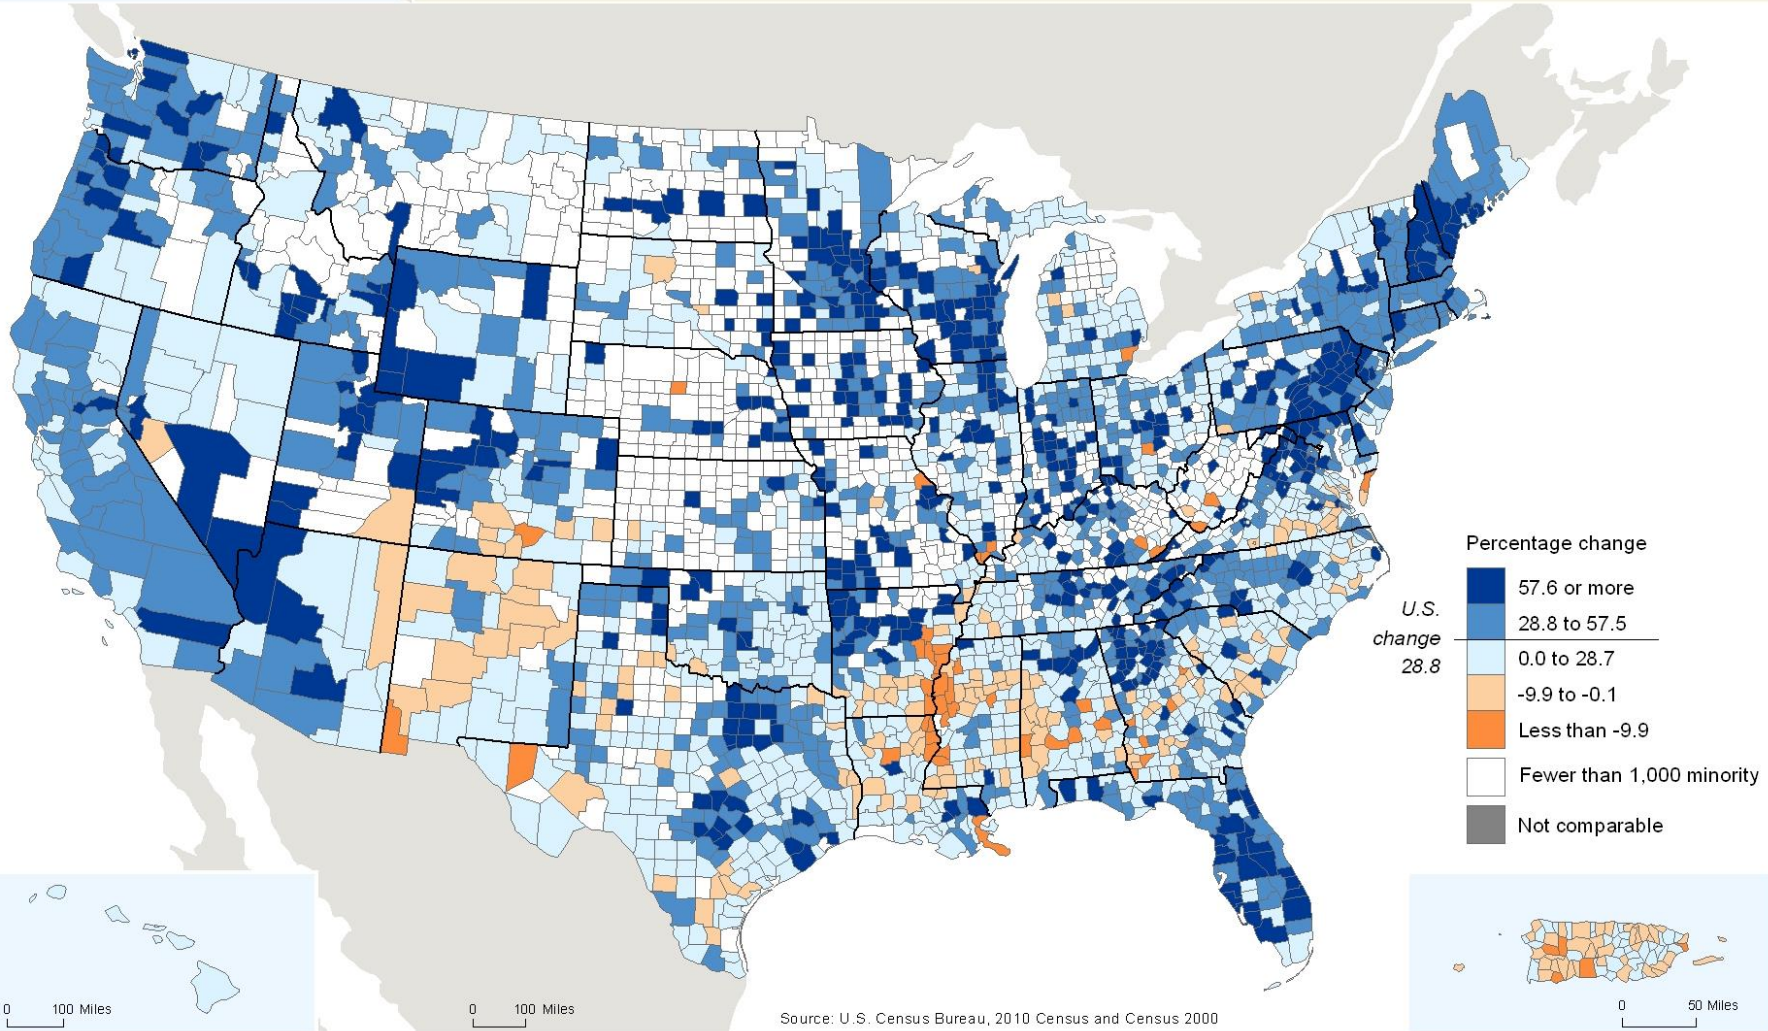 Percentage change
57.6 or more
28.8 to 57.5
U.S.
change
28.8
0.0 to 28.7
-9.9 to -0.1
Less than -9.9
Fewer than 1,000 minority
Not comparable
0 100 Miles
0 100 Miles
0 50 Miles
Source: U.S. Census Bureau, 2010 Census and Census 2000